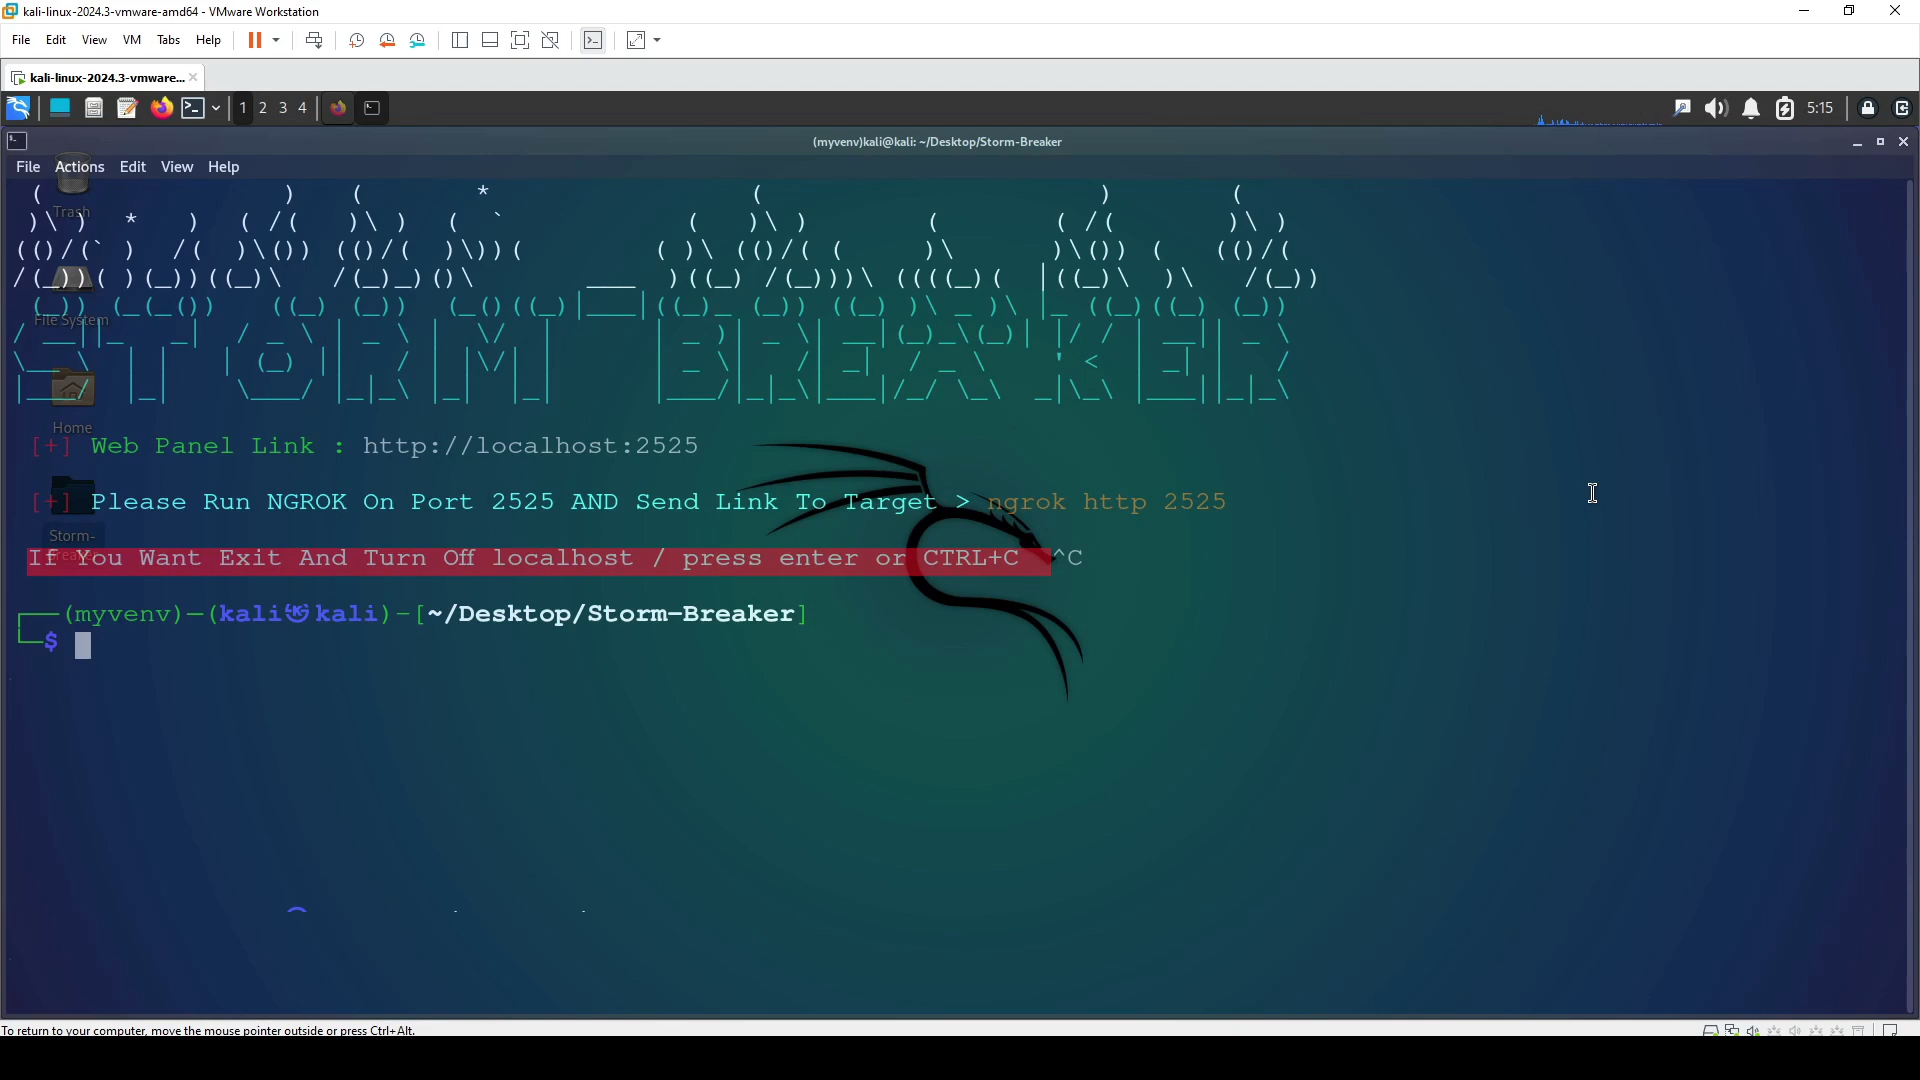 kali-linux-2024.3-vmware-amd64 - VMware Workstation
File Edit View VM Tabs Help
kali-linux-2024.3-vmware...
1 2 3 4 5:15
(myvenv)kali@kali: ~/Desktop/Storm-Breaker
File Actions Edit View Help
Trash
File System
STORM_BREAKER
[+] Web Panel Link : http://localhost:2525
Home
[+] Please Run NGROK On Port 2525 AND Send Link To Target > ngrok http 2525
Storm-
If You Want Exit And Turn Off localhost / press enter or CTRL+C ^C
(myvenv)-(kali㉿kali)-[~/Desktop/Storm-Breaker]
$
To return to your computer, move the mouse pointer outside or press Ctrl+Alt.